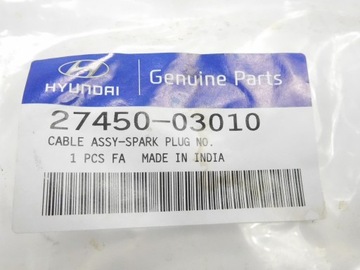 HYUNDAI
Genuine Parts
27450-03010
CABLE ASSY-SPARK PLUG NO.
1 PCS FA MADE IN INDIA